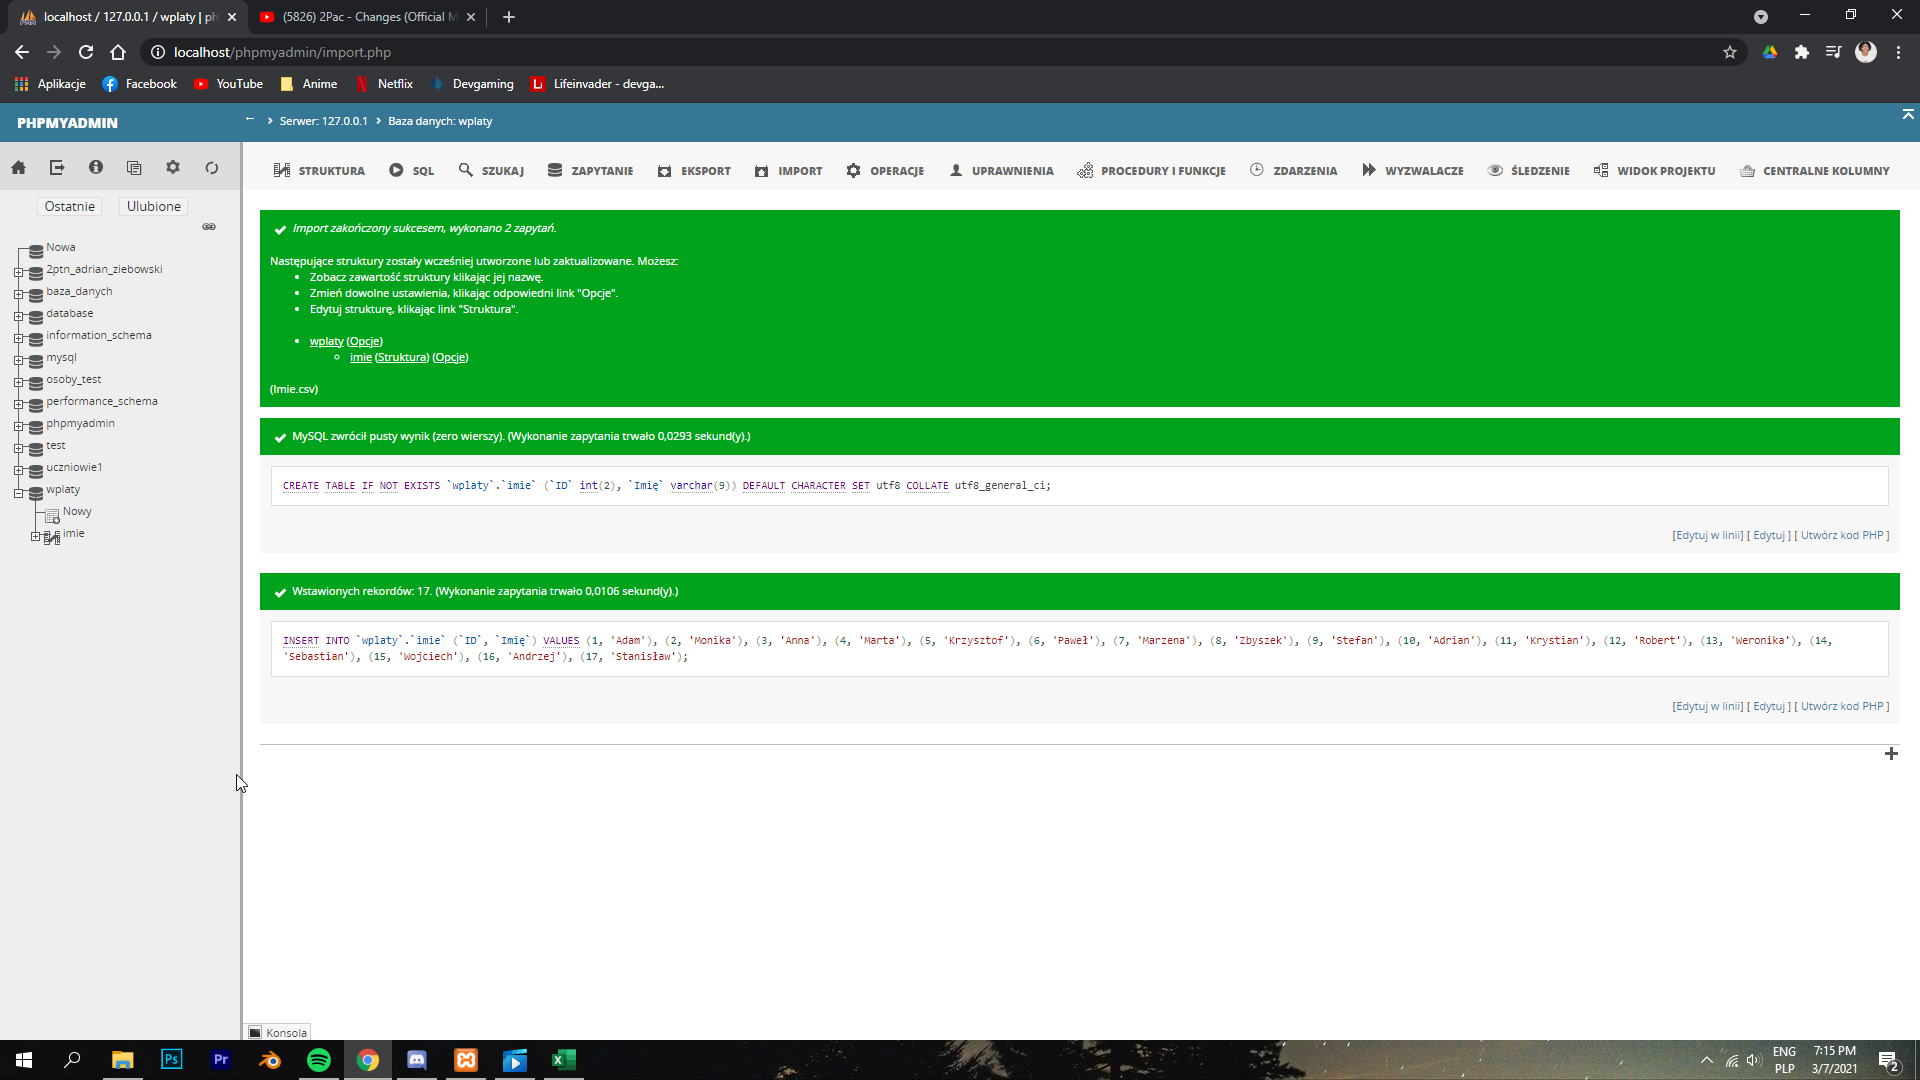 localhost / 127.0.0.1 / wplaty | ph
(5826) 2Pac - Changes (Official M
localhost/phpmyadmin/import.php
Aplikacje
Facebook
YouTube
Anime
Netflix
Devgaming
Lifeinvader - devga...
PHPMYADMIN
Serwer: 127.0.0.1
Baza danych: wplaty
STRUKTURA
SQL
SZUKAJ
ZAPYTANIE
EKSPORT
IMPORT
OPERACJE
UPRAWNIENIA
PROCEDURY I FUNKCJE
ZDARZENIA
WYZWALACZE
ŚLEDZENIE
WIDOK PROJEKTU
CENTRALNE KOLUMNY
Ostatnie
Ulubione
Nowa
2ptn_adrian_ziebowski
baza_danych
database
information_schema
mysql
osoby_test
performance_schema
phpmyadmin
test
uczniowie1
wplaty
Nowy
imie
Import zakończony sukcesem, wykonano 2 zapytań.
Następujące struktury zostały wcześniej utworzone lub zaktualizowane. Możesz:
Zobacz zawartość struktury klikając jej nazwę.
Zmień dowolne ustawienia, klikając odpowiedni link "Opcje".
Edytuj strukturę, klikając link "Struktura".
wplaty (Opcje)
imie (Struktura) (Opcje)
(Imie.csv)
MySQL zwrócił pusty wynik (zero wierszy). (Wykonanie zapytania trwało 0,0293 sekund(y).)
CREATE TABLE IF NOT EXISTS `wplaty`.`imie` (`ID` int(2), `Imię` varchar(9)) DEFAULT CHARACTER SET utf8 COLLATE utf8_general_ci;
[Edytuj w linii] [ Edytuj ] [ Utwórz kod PHP ]
Wstawionych rekordów: 17. (Wykonanie zapytania trwało 0,0106 sekund(y).)
INSERT INTO `wplaty`.`imie` (`ID`, `Imię`) VALUES (1, 'Adam'), (2, 'Monika'), (3, 'Anna'), (4, 'Marta'), (5, 'Krzysztof'), (6, 'Paweł'), (7, 'Marzena'), (8, 'Zbyszek'), (9, 'Stefan'), (10, 'Adrian'), (11, 'Krystian'), (12, 'Robert'), (13, 'Weronika'), (14,
'Sebastian'), (15, 'Wojciech'), (16, 'Andrzej'), (17, 'Stanisław');
[Edytuj w linii] [ Edytuj ] [ Utwórz kod PHP ]
Konsola
Ps
Pr
ENG
PLP
7:15 PM
3/7/2021
2